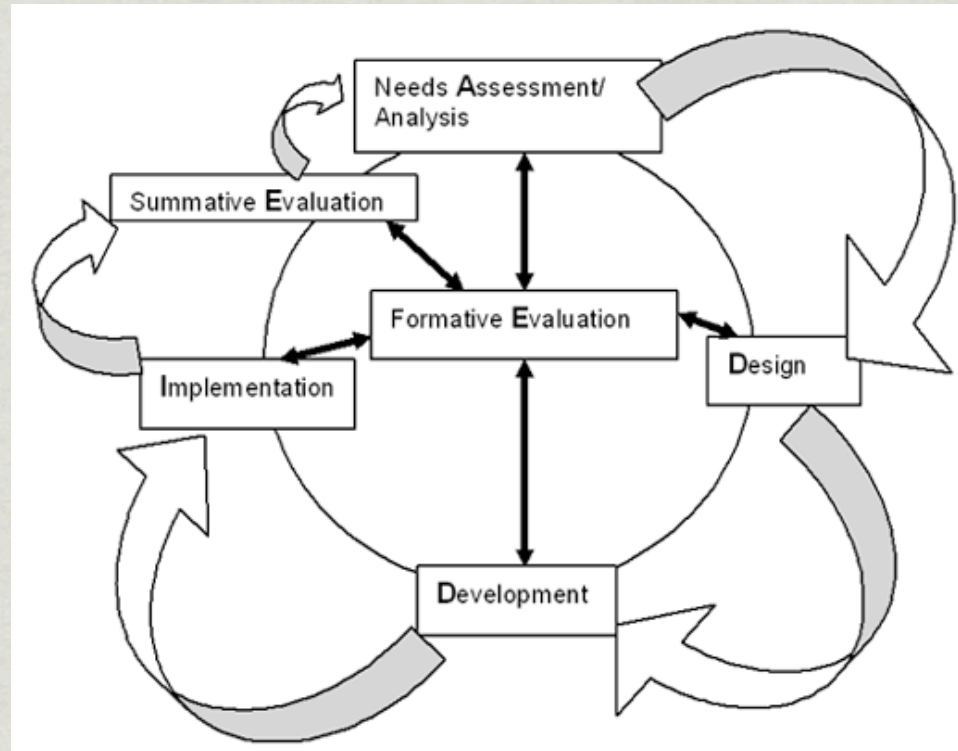 Needs Assessment/
Analysis
Summative Evaluation
Formative Evaluation
Design
Implementation
Development